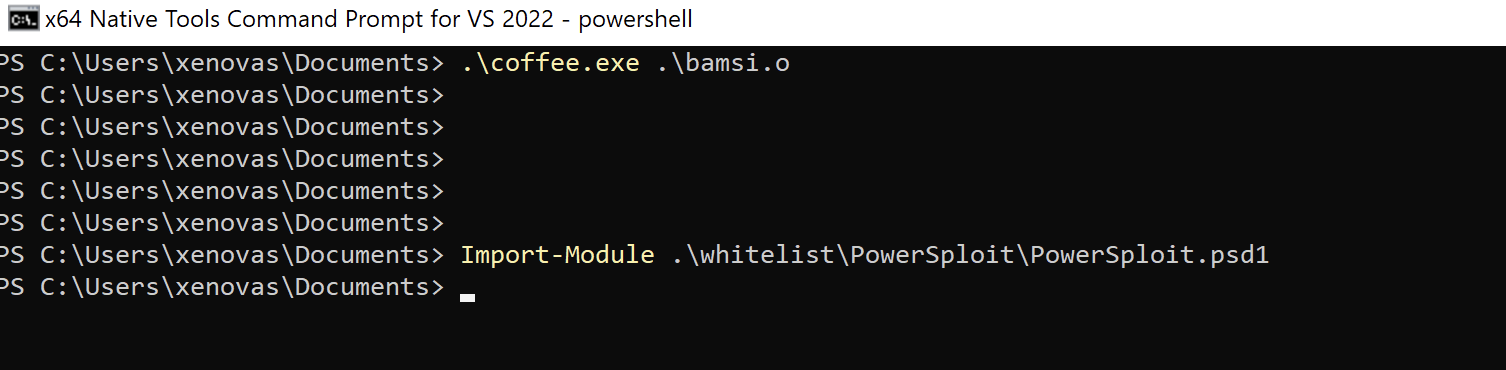 x64 Native Tools Command Prompt for VS 2022 - powershell
PS C:\Users\xenovas\Documents> .\coffee.exe .\bamsi.o
PS C:\Users\xenovas\Documents>
PS C:\Users\xenovas\Documents>
PS C:\Users\xenovas\Documents>
PS C:\Users\xenovas\Documents>
PS C:\Users\xenovas\Documents>
PS C:\Users\xenovas\Documents> Import-Module .\whitelist\PowerSploit\PowerSploit.psd1
PS C:\Users\xenovas\Documents>